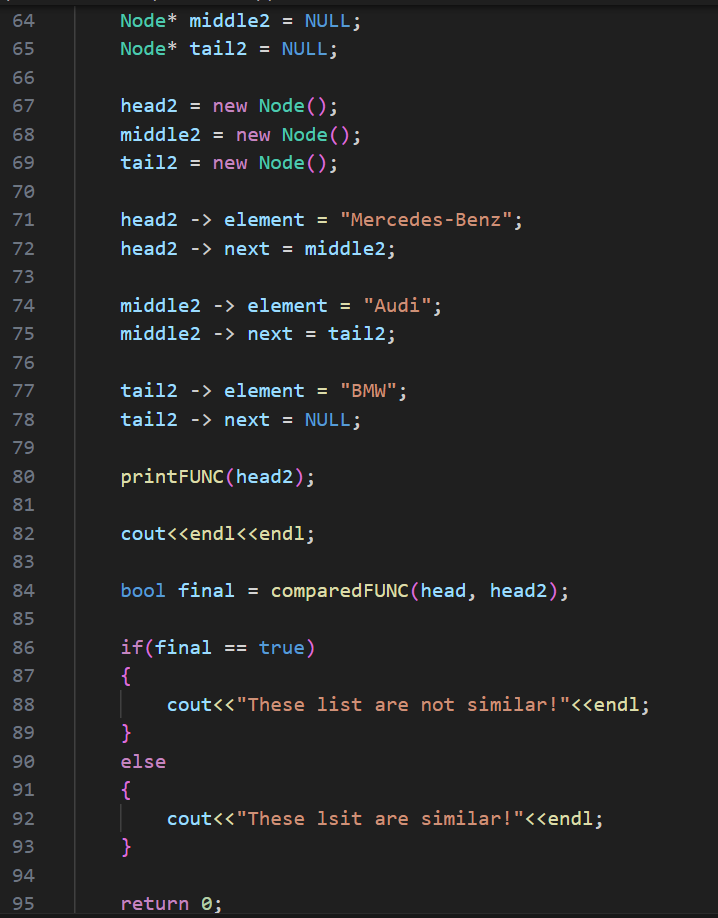 64 Node* middle2 = NULL;
65 Node* tail2 = NULL;
66
67 head2 = new Node();
68 middle2 = new Node();
69 tail2 = new Node();
70
71 head2 -> element = "Mercedes-Benz";
72 head2 -> next = middle2;
73
74 middle2 -> element = "Audi";
75 middle2 -> next = tail2;
76
77 tail2 -> element = "BMW";
78 tail2 -> next = NULL;
79
80 printFUNC(head2);
81
82 cout<<endl<<endl;
83
84 bool final = comparedFUNC(head, head2);
85
86 if(final == true)
87 {
88 cout<<"These list are not similar!"<<endl;
89 }
90 else
91 {
92 cout<<"These lsit are similar!"<<endl;
93 }
94
95 return 0;